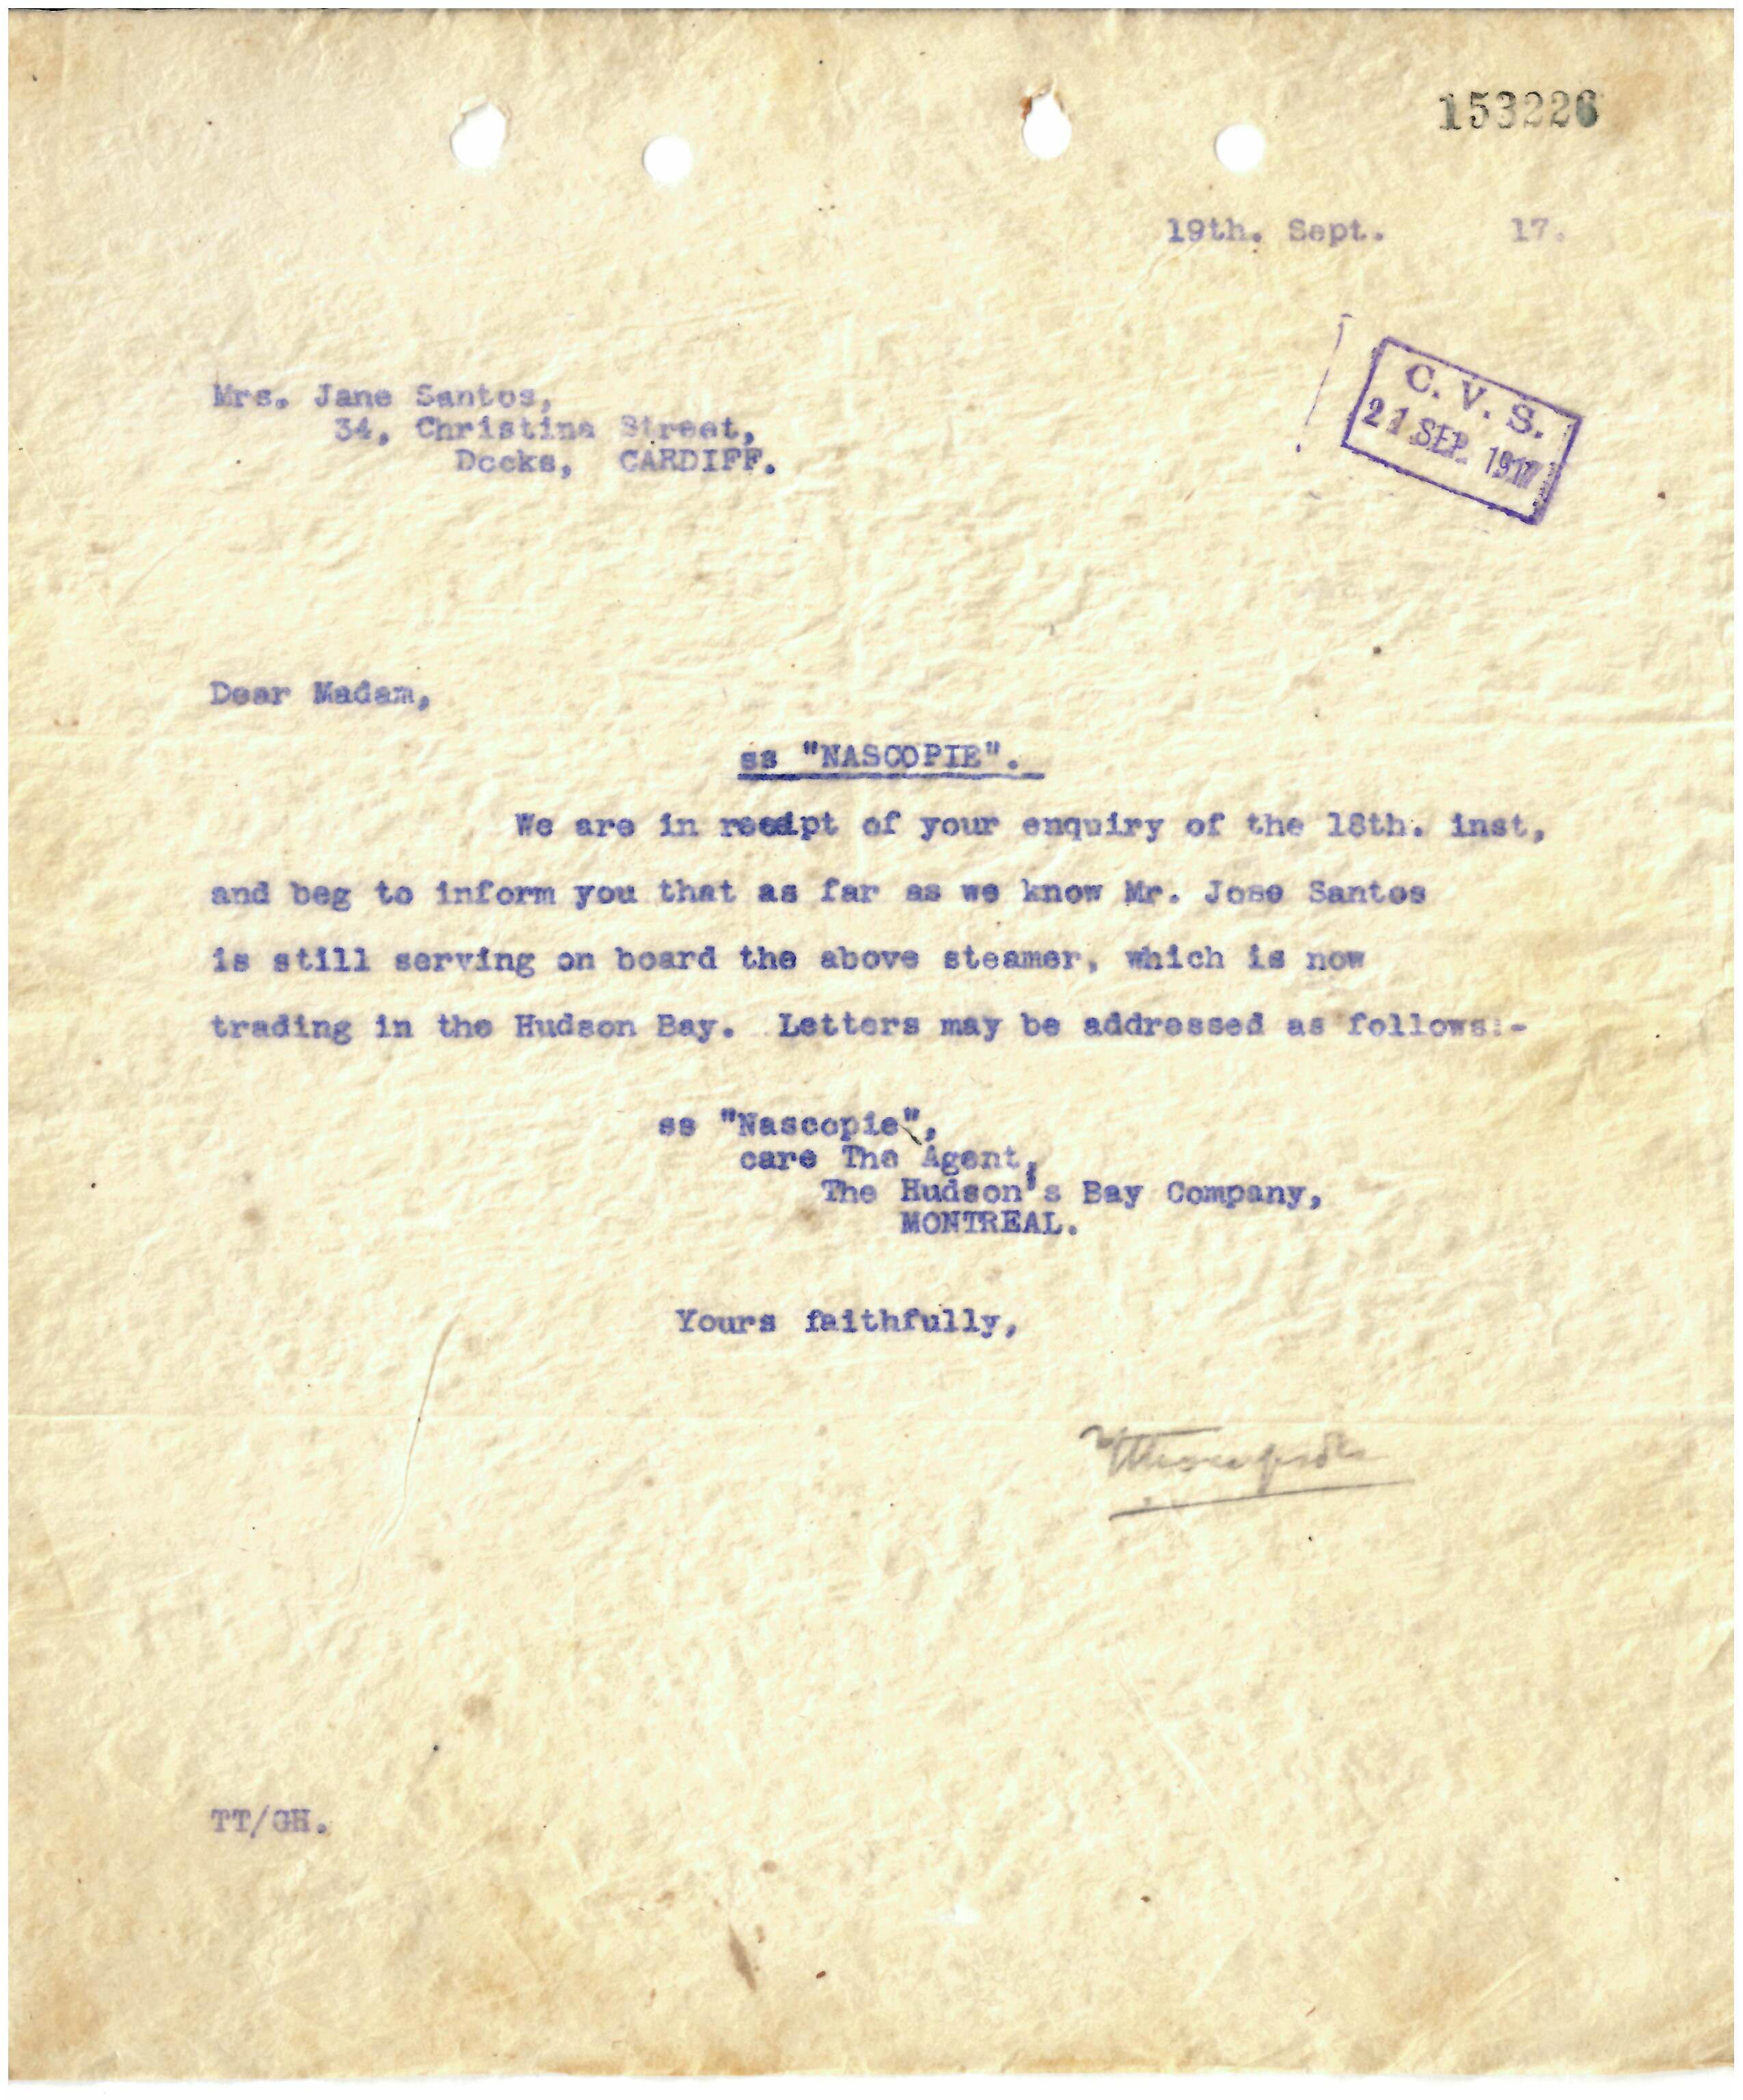 153226
19th. Sept. 17.
C. V. S.
21 SEP. 1917
Mrs. Jane Santos,
34, Christina Street,
Docks, CARDIFF.
Dear Madam,
ss "NASCOPIE".
We are in receipt of your enquiry of the 18th. inst,
and beg to inform you that as far as we know Mr. Jose Santos
is still serving on board the above steamer, which is now
trading in the Hudson Bay. Letters may be addressed as follows:-
ss "Nascopie",
care The Agent,
The Hudson's Bay Company,
MONTREAL.
Yours faithfully,
TT/GH.